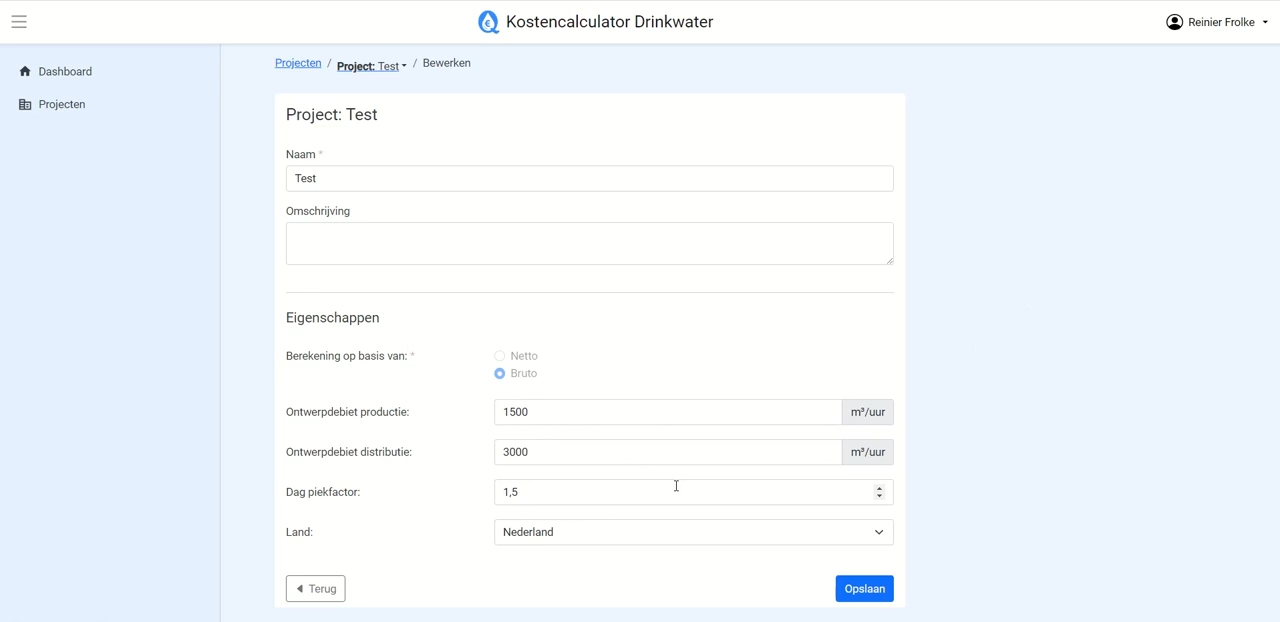 Kostencalculator Drinkwater
Reinier Frolke
Dashboard
Projecten
Projecten / Project: Test / Bewerken
Project: Test
Naam *
Test
Omschrijving
Eigenschappen
Berekening op basis van: *
Netto
Bruto
Ontwerpdebiet productie: 1500 m³/uur
Ontwerpdebiet distributie: 3000 m³/uur
Dag piekfactor: 1,5
Land: Nederland
Terug
Opslaan